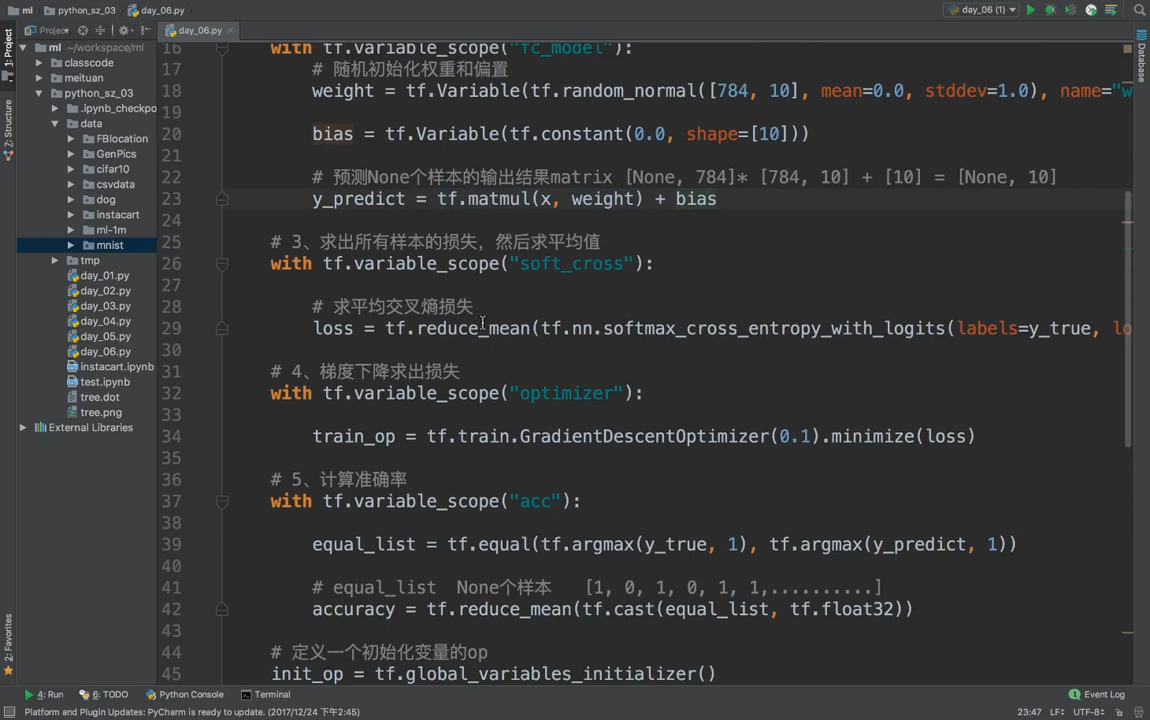 ml python_sz_03 day_06.py day_06 (1)
Project day_06.py
1: Project
7: Structure
2: Favorites
Database
ml ~/workspace/ml
classcode
meituan
python_sz_03
.ipynb_checkpo
data
FBlocation
GenPics
cifar10
csvdata
dog
instacart
ml-1m
mnist
tmp
day_01.py
day_02.py
day_03.py
day_04.py
day_05.py
day_06.py
instacart.ipynb
test.ipynb
tree.dot
tree.png
External Libraries
16 with tf.variable_scope("fc_model"):
17 # 随机初始化权重和偏置
18 weight = tf.Variable(tf.random_normal([784, 10], mean=0.0, stddev=1.0), name="w
19
20 bias = tf.Variable(tf.constant(0.0, shape=[10]))
21
22 # 预测None个样本的输出结果matrix [None, 784]* [784, 10] + [10] = [None, 10]
23 y_predict = tf.matmul(x, weight) + bias
24
25 # 3、求出所有样本的损失，然后求平均值
26 with tf.variable_scope("soft_cross"):
27
28 # 求平均交叉熵损失
29 loss = tf.reduce_mean(tf.nn.softmax_cross_entropy_with_logits(labels=y_true, lo
30
31 # 4、梯度下降求出损失
32 with tf.variable_scope("optimizer"):
33
34 train_op = tf.train.GradientDescentOptimizer(0.1).minimize(loss)
35
36 # 5、计算准确率
37 with tf.variable_scope("acc"):
38
39 equal_list = tf.equal(tf.argmax(y_true, 1), tf.argmax(y_predict, 1))
40
41 # equal_list None个样本 [1, 0, 1, 0, 1, 1,..........]
42 accuracy = tf.reduce_mean(tf.cast(equal_list, tf.float32))
43
44 # 定义一个初始化变量的op
45 init_op = tf.global_variables_initializer()
4: Run 6: TODO Python Console Terminal Event Log
Platform and Plugin Updates: PyCharm is ready to update. (2017/12/24 下午2:45) 23:47 LF UTF-8